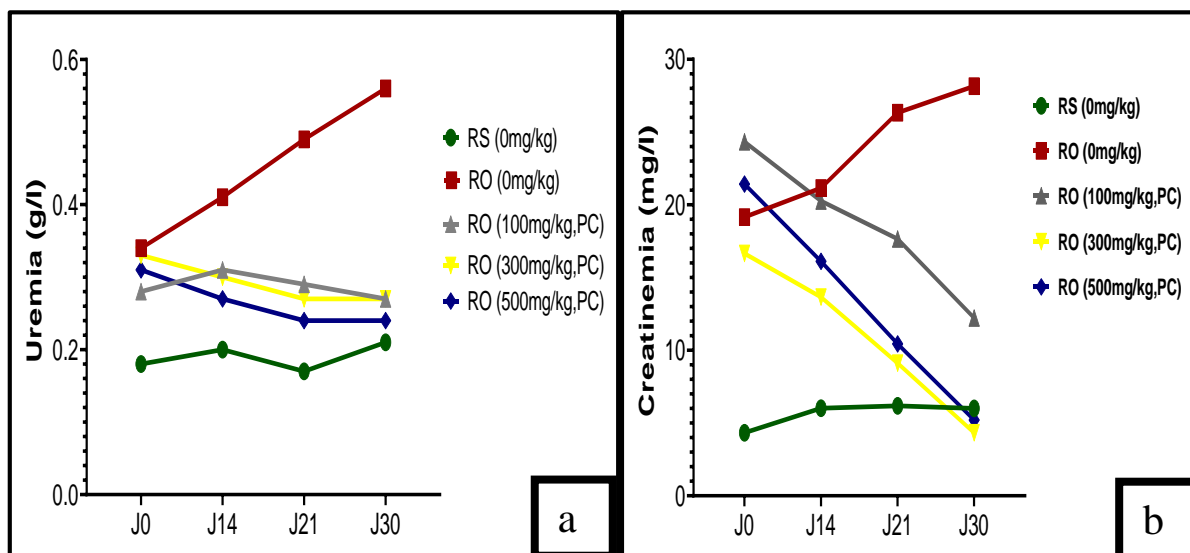 Uremia (g/l)
0.6
0.4
0.2
0.0
J0 J14 J21 J30
RS (0mg/kg)
RO (0mg/kg)
RO (100mg/kg,PC)
RO (300mg/kg,PC)
RO (500mg/kg,PC)
a
Creatinemia (mg/l)
30
20
10
0
J0 J14 J21 J30
RS (0mg/kg)
RO (0mg/kg)
RO (100mg/kg,PC)
RO (300mg/kg,PC)
RO (500mg/kg,PC)
b